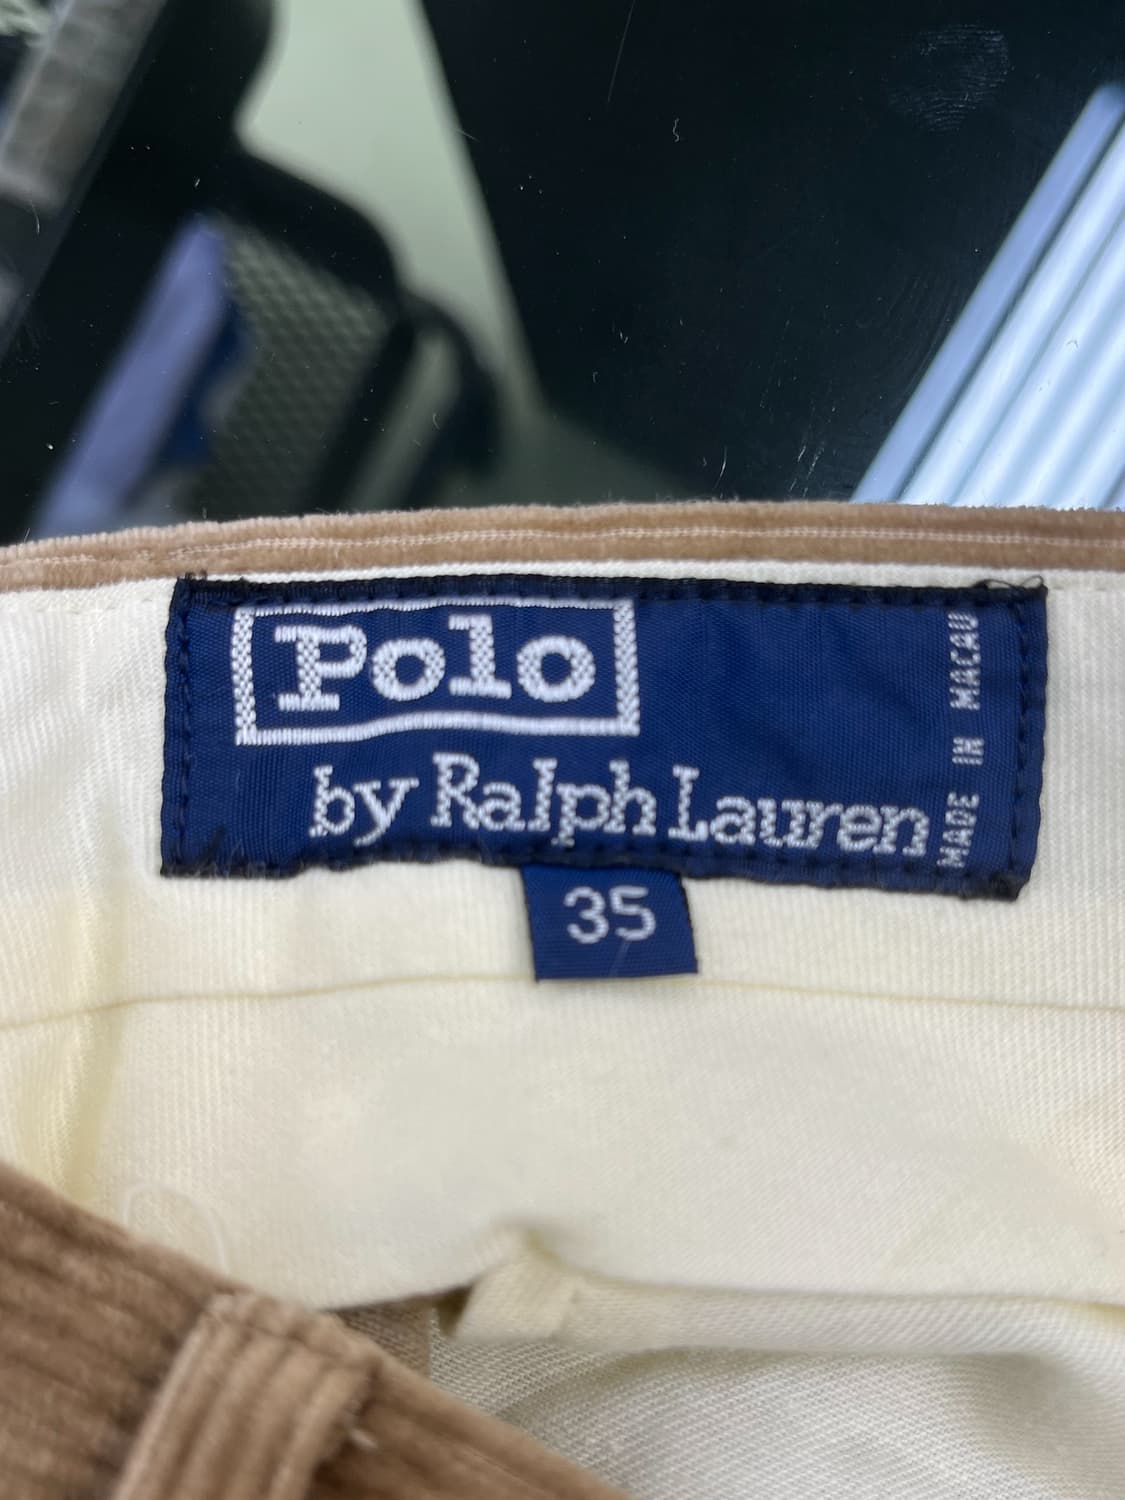 Polo
by Ralph Lauren
MADE IN MACAU
35